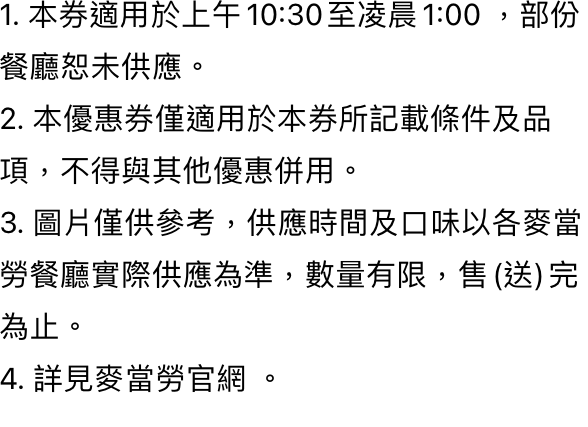 1. 本券適用於上午10:30至凌晨1:00 ，部份
餐廳恕未供應。
2. 本優惠券僅適用於本券所記載條件及品
項，不得與其他優惠併用。
3. 圖片僅供參考，供應時間及口味以各麥當
勞餐廳實際供應為準，數量有限，售(送)完
為止。
4. 詳見麥當勞官網 。